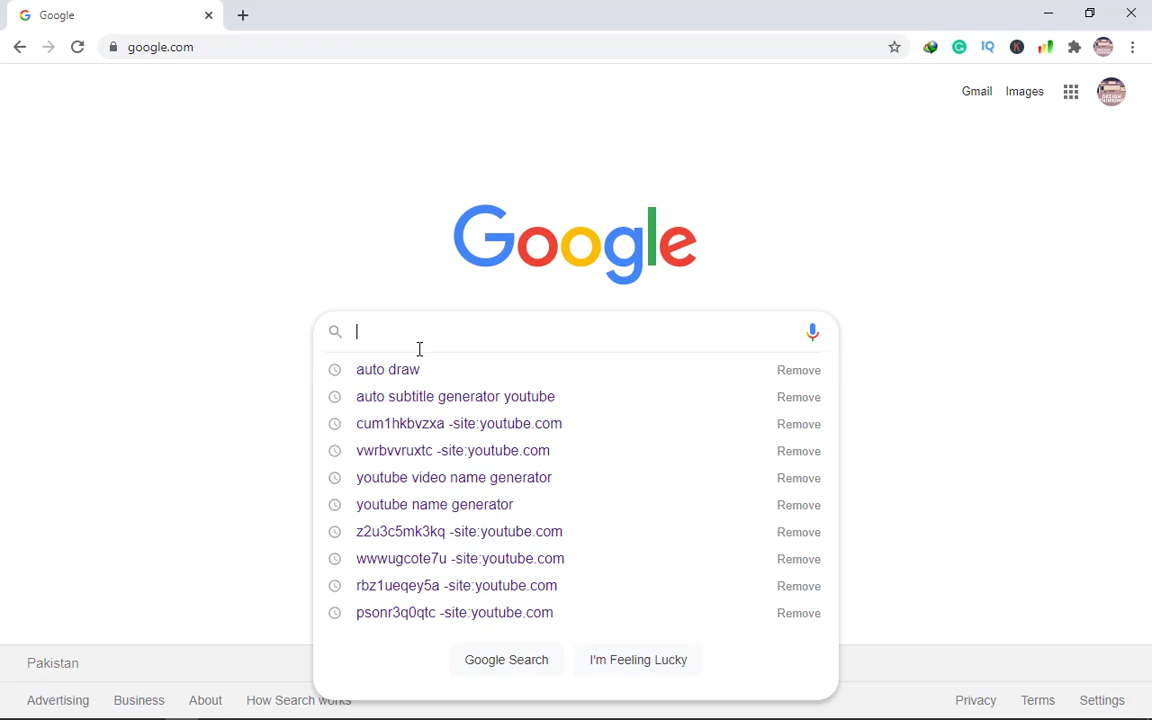 Google
google.com
Gmail Images
Google
auto draw Remove
auto subtitle generator youtube Remove
cum1hkbvzxa -site:youtube.com Remove
vwrbvvruxtc -site:youtube.com Remove
youtube video name generator Remove
youtube name generator Remove
z2u3c5mk3kq -site:youtube.com Remove
wwwugcote7u -site:youtube.com Remove
rbz1ueqey5a -site:youtube.com Remove
psonr3q0qtc -site:youtube.com Remove
Google Search I'm Feeling Lucky
Pakistan
Advertising Business About How Search works Privacy Terms Settings